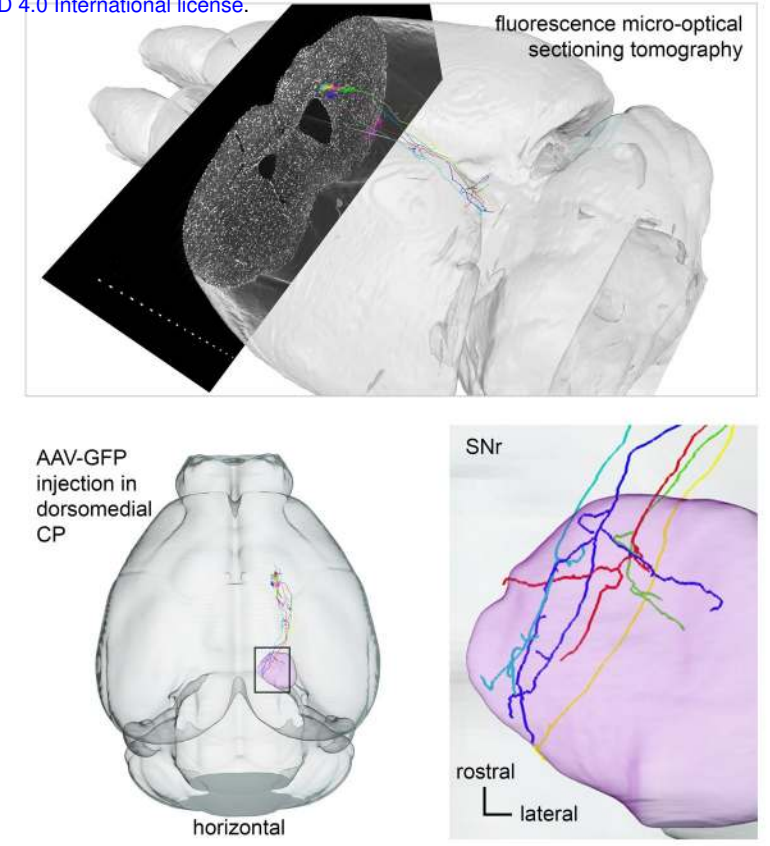 D 4.0 International license.
fluorescence micro-optical
sectioning tomography
AAV-GFP
injection in
dorsomedial
CP
horizontal
SNr
rostral
lateral